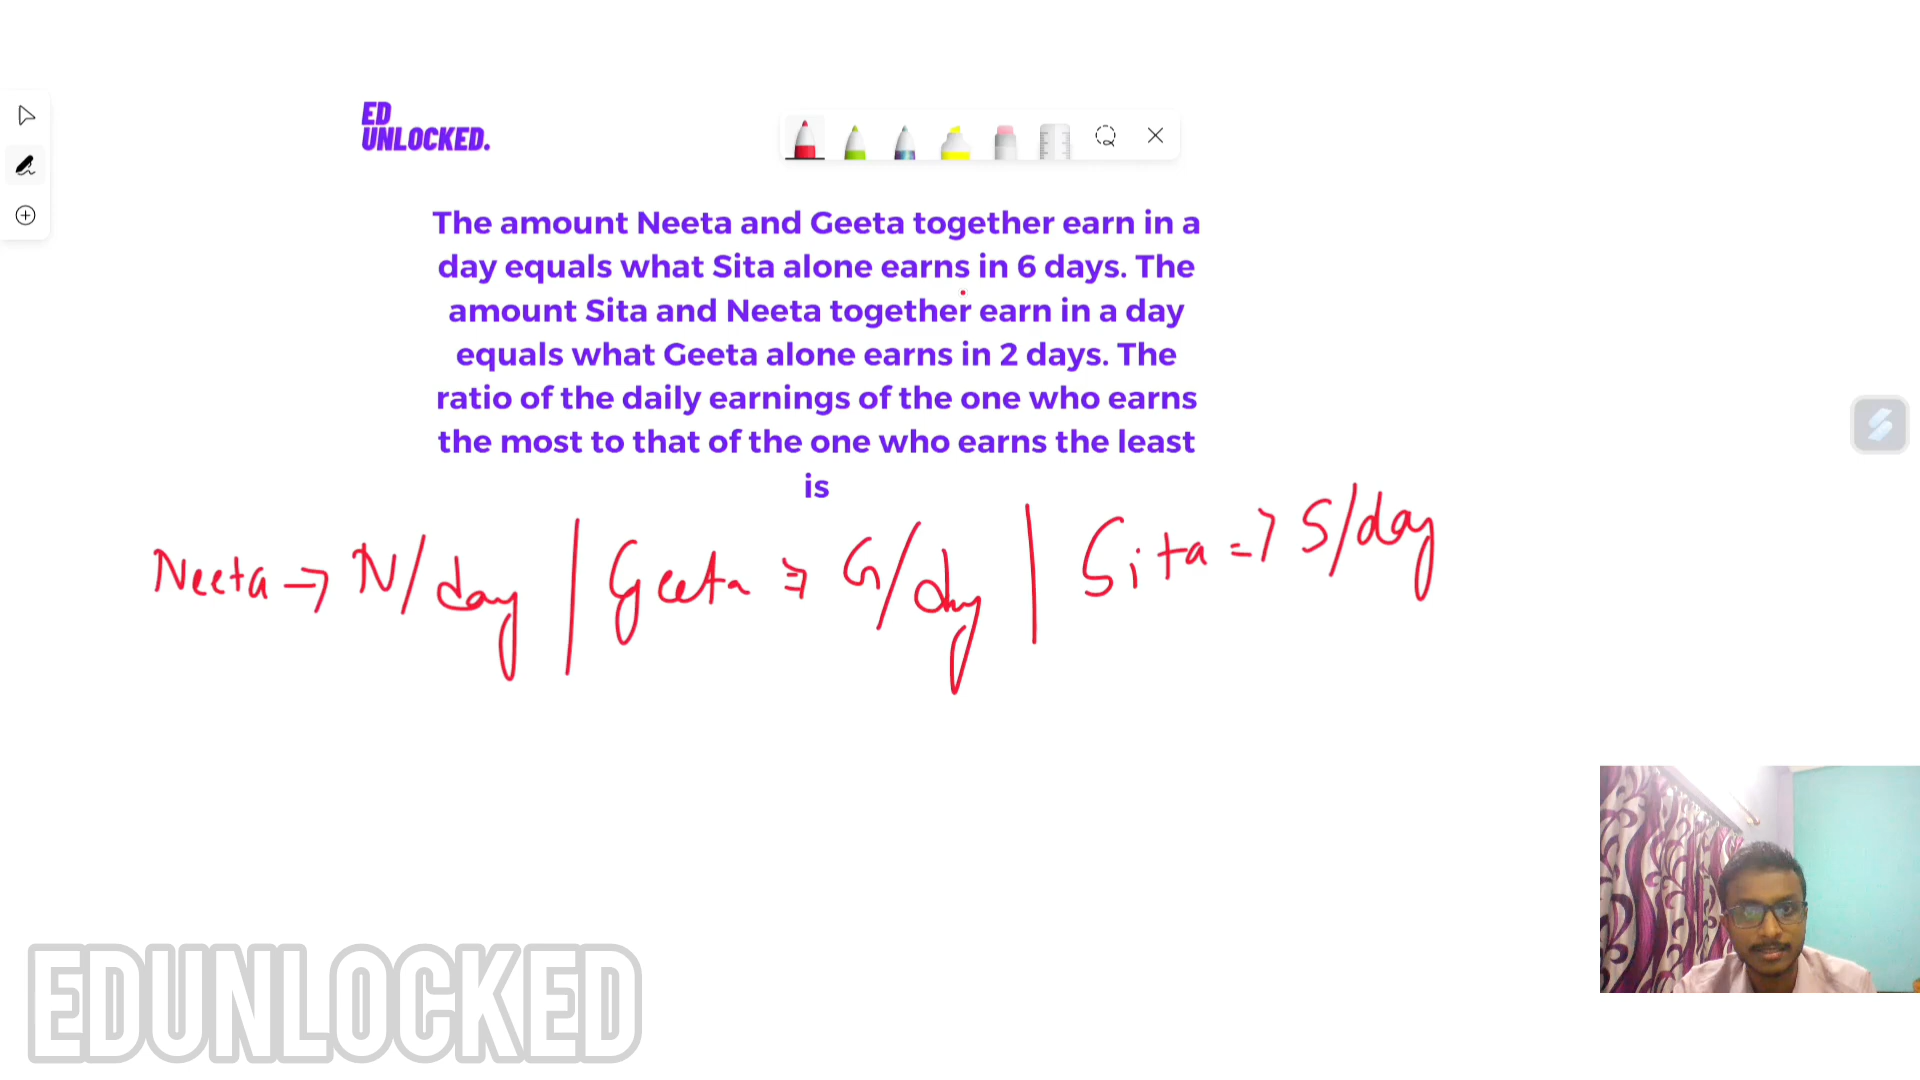 ED
UNLOCKED.
The amount Neeta and Geeta together earn in a
day equals what Sita alone earns in 6 days. The
amount Sita and Neeta together earn in a day
equals what Geeta alone earns in 2 days. The
ratio of the daily earnings of the one who earns
the most to that of the one who earns the least
is
Neeta → N/day | Geeta ⇒ G/day | Sita => S/day
EDUNLOCKED